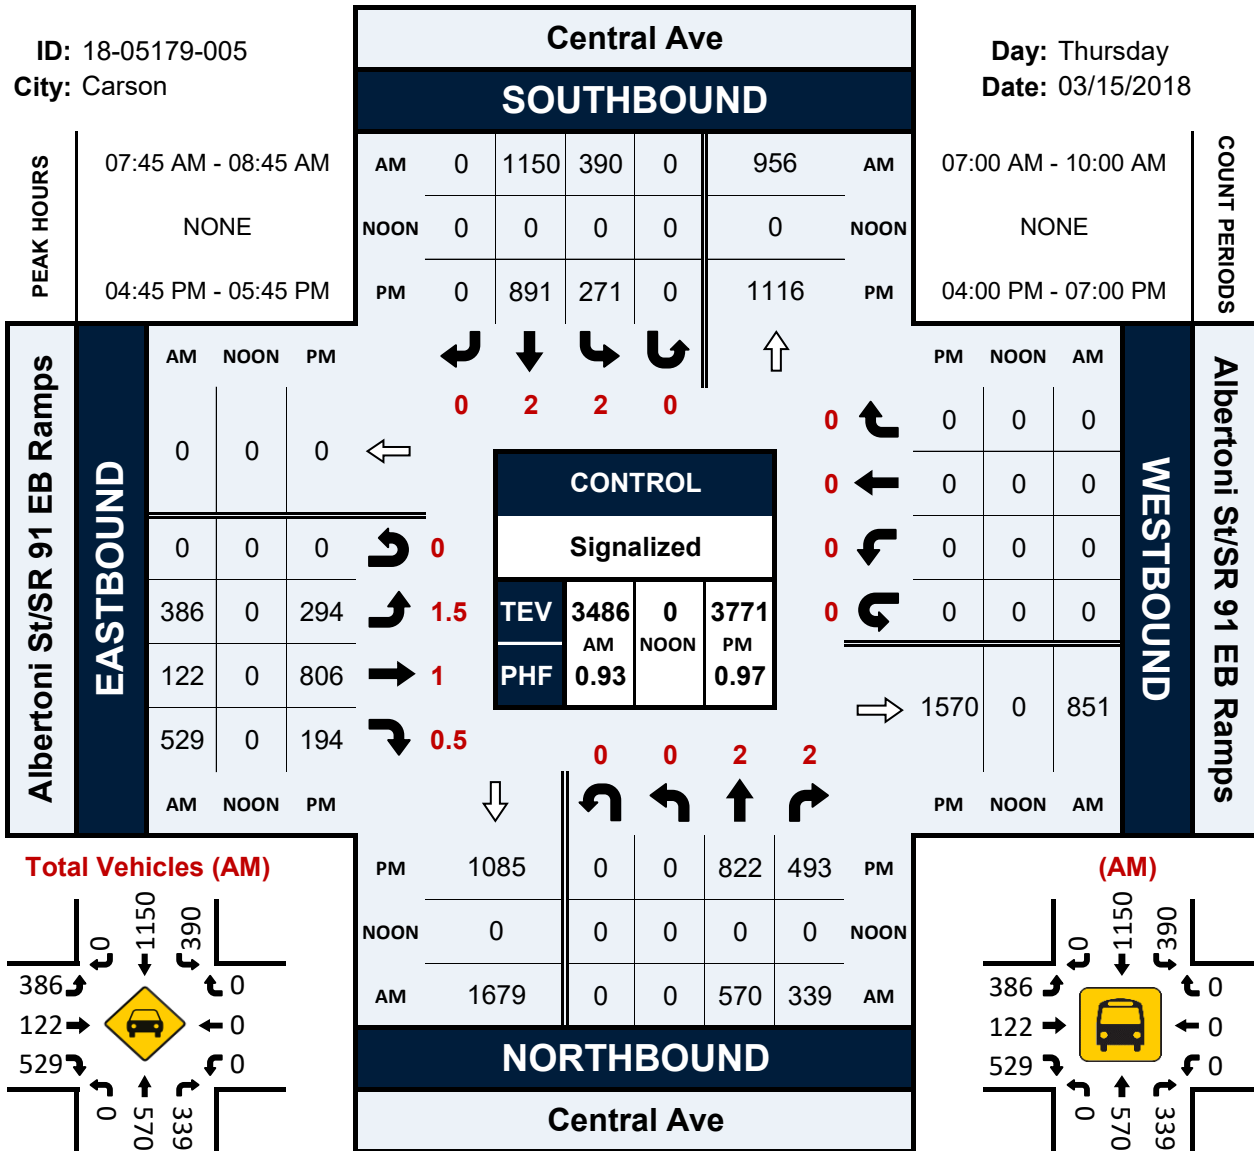 Central Ave
ID: 18-05179-005
City: Carson
Day: Thursday
Date: 03/15/2018
SOUTHBOUND
PEAK HOURS
07:45 AM - 08:45 AM
NONE
04:45 PM - 05:45 PM
AM 0 1150 390 0 956 AM
NOON 0 0 0 0 0 NOON
PM 0 891 271 0 1116 PM
07:00 AM - 10:00 AM
NONE
04:00 PM - 07:00 PM
COUNT PERIODS
0 2 2 0
Albertoni St/SR 91 EB Ramps
EASTBOUND
AM NOON PM
0 0 0
0 0 0 0
386 0 294 1.5
122 0 806 1
529 0 194 0.5
AM NOON PM
CONTROL
Signalized
TEV 3486 0 3771
AM NOON PM
PHF 0.93 0.97
PM NOON AM
0 0 0 0
0 0 0 0
0 0 0 0
0 0 0 0
1570 0 851
PM NOON AM
WESTBOUND
Albertoni St/SR 91 EB Ramps
0 0 2 2
PM 1085 0 0 822 493 PM
NOON 0 0 0 0 0 NOON
AM 1679 0 0 570 339 AM
NORTHBOUND
Central Ave
Total Vehicles (AM)
0 1150 390
386 0
122 0
529 0
0 570 339
(AM)
0 1150 390
386 0
122 0
529 0
0 570 339